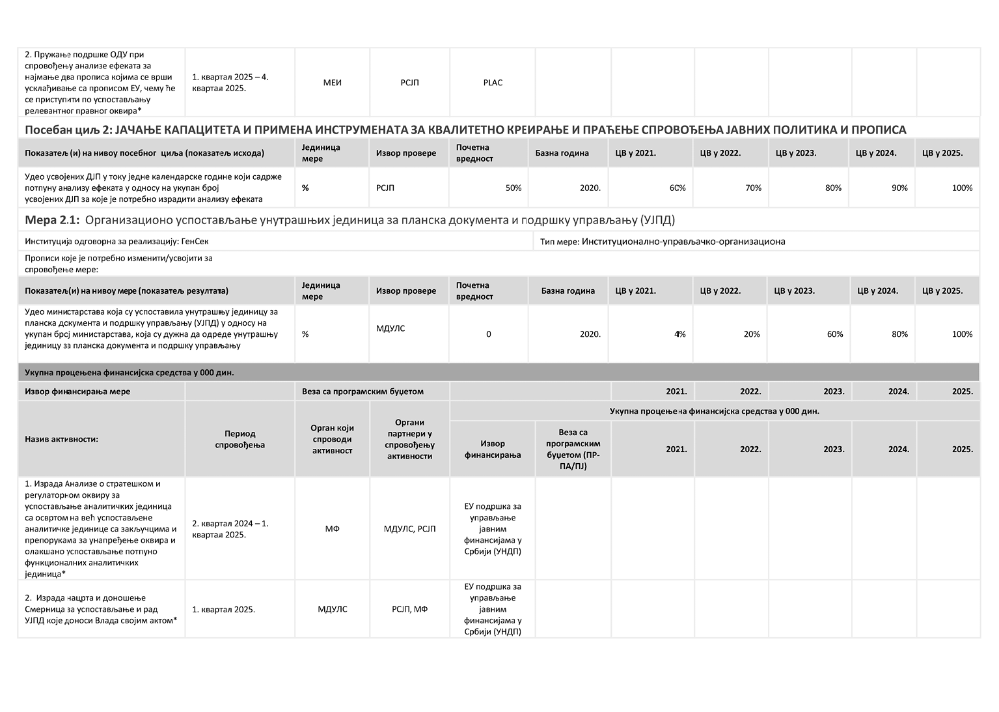 2. Пружање подршке ОДУ при
спровођењу анализе ефеката за
најмање два прописа којима се врши
усклађивање са прописом ЕУ, чему ће
се приступити по успостављању
релевантног правног оквира*
1. квартал 2025 – 4.
квартал 2025.
МЕИ
РСЈП
PLAC
Посебан циљ 2: ЈАЧАЊЕ КАПАЦИТЕТА И ПРИМЕНА ИНСТРУМЕНАТА ЗА КВАЛИТЕТНО КРЕИРАЊЕ И ПРАЋЕЊЕ СПРОВОЂЕЊА ЈАВНИХ ПОЛИТИКА И ПРОПИСА
Показатељ(и) на нивоу посебног циља (показатељ исхода)
Јединица
мере
Извор провере
Почетна
вредност
Базна година
ЦВ у 2021.
ЦВ у 2022.
ЦВ у 2023.
ЦВ у 2024.
ЦВ у 2025.
Удео усвојених ДЈП у току једне календарске године који садрже
потпуну анализу ефеката у односу на укупан број
усвојених ДЈП за које је потребно израдити анализу ефеката
%
РСЈП
50%
2020.
60%
70%
80%
90%
100%
Мера 2.1: Организационо успостављање унутрашњих јединица за планска документа и подршку управљању (УЈПД)
Институција одговорна за реализацију: ГенСек
Тип мере: Институционално-управљачко-организациона
Прописи које је потребно изменити/усвојити за
спровођење мере:
Показатељ(и) на нивоу мере (показатељ резултата)
Јединица
мере
Извор провере
Почетна
вредност
Базна година
ЦВ у 2021.
ЦВ у 2022.
ЦВ у 2023.
ЦВ у 2024.
ЦВ у 2025.
Удео министарстава која су успоставила унутрашњу јединицу за
планска документа и подршку управљању (УЈПД) у односу на
укупан број министарстава, која су дужна да одреде унутрашњу
јединицу за планска документа и подршку управљању
%
МДУЛС
0
2020.
4%
20%
60%
80%
100%
Укупна процењена финансијска средства у 000 дин.
Извор финансирања мере
Веза са програмским буџетом
2021.
2022.
2023.
2024.
2025.
Назив активности:
Период
спровођења
Орган који
спроводи
активност
Органи
партнери у
спровођењу
активности
Укупна процењена финансијска средства у 000 дин.
Извор
финансирања
Веза са
програмским
буџетом (ПР-
ПА/ПЈ)
2021.
2022.
2023.
2024.
2025.
1. Израда Анализе о стратешком и
регулаторном оквиру за
успостављање аналитичких јединица
са освртом на већ успостављене
аналитичке јединице са закључцима и
препорукама за унапређење оквира и
олакшано успостављање потпуно
функционалних аналитичких
јединица*
2. квартал 2024 – 1.
квартал 2025.
МФ
МДУЛС, РСЈП
ЕУ подршка за
управљање
јавним
финансијама у
Србији (УНДП)
2. Израда нацрта и доношење
Смерница за успостављање и рад
УЈПД које доноси Влада својим актом*
1. квартал 2025.
МДУЛС
РСЈП, МФ
ЕУ подршка за
управљање
јавним
финансијама у
Србији (УНДП)